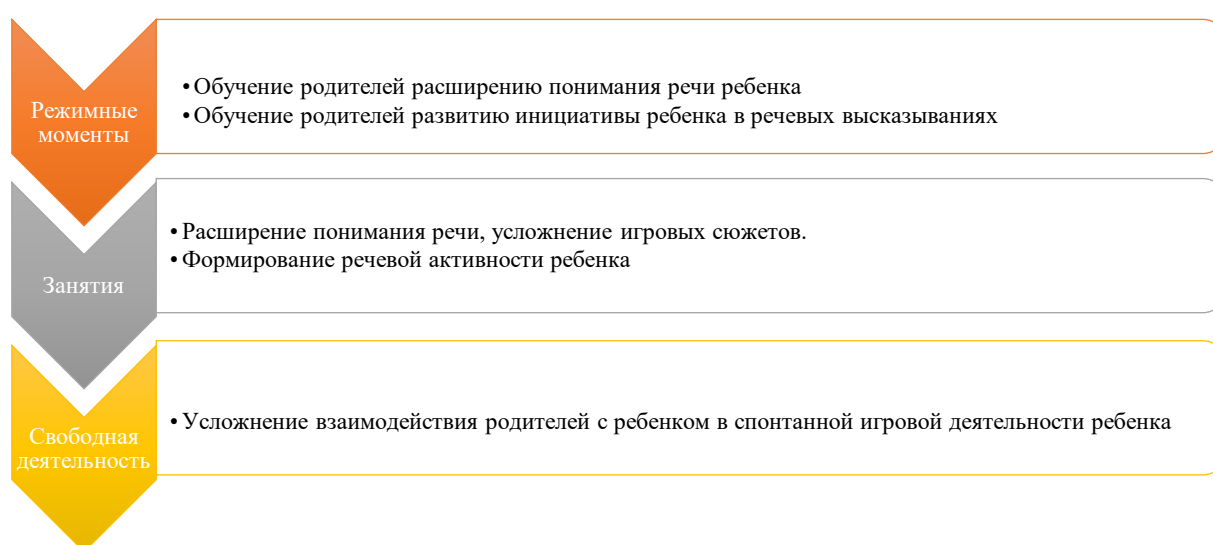 Режимные
моменты
•Обучение родителей расширению понимания речи ребенка
•Обучение родителей развитию инициативы ребенка в речевых высказываниях
Занятия
•Расширение понимания речи, усложнение игровых сюжетов.
•Формирование речевой активности ребенка
Свободная
деятельность
•Усложнение взаимодействия родителей с ребенком в спонтанной игровой деятельности ребенка